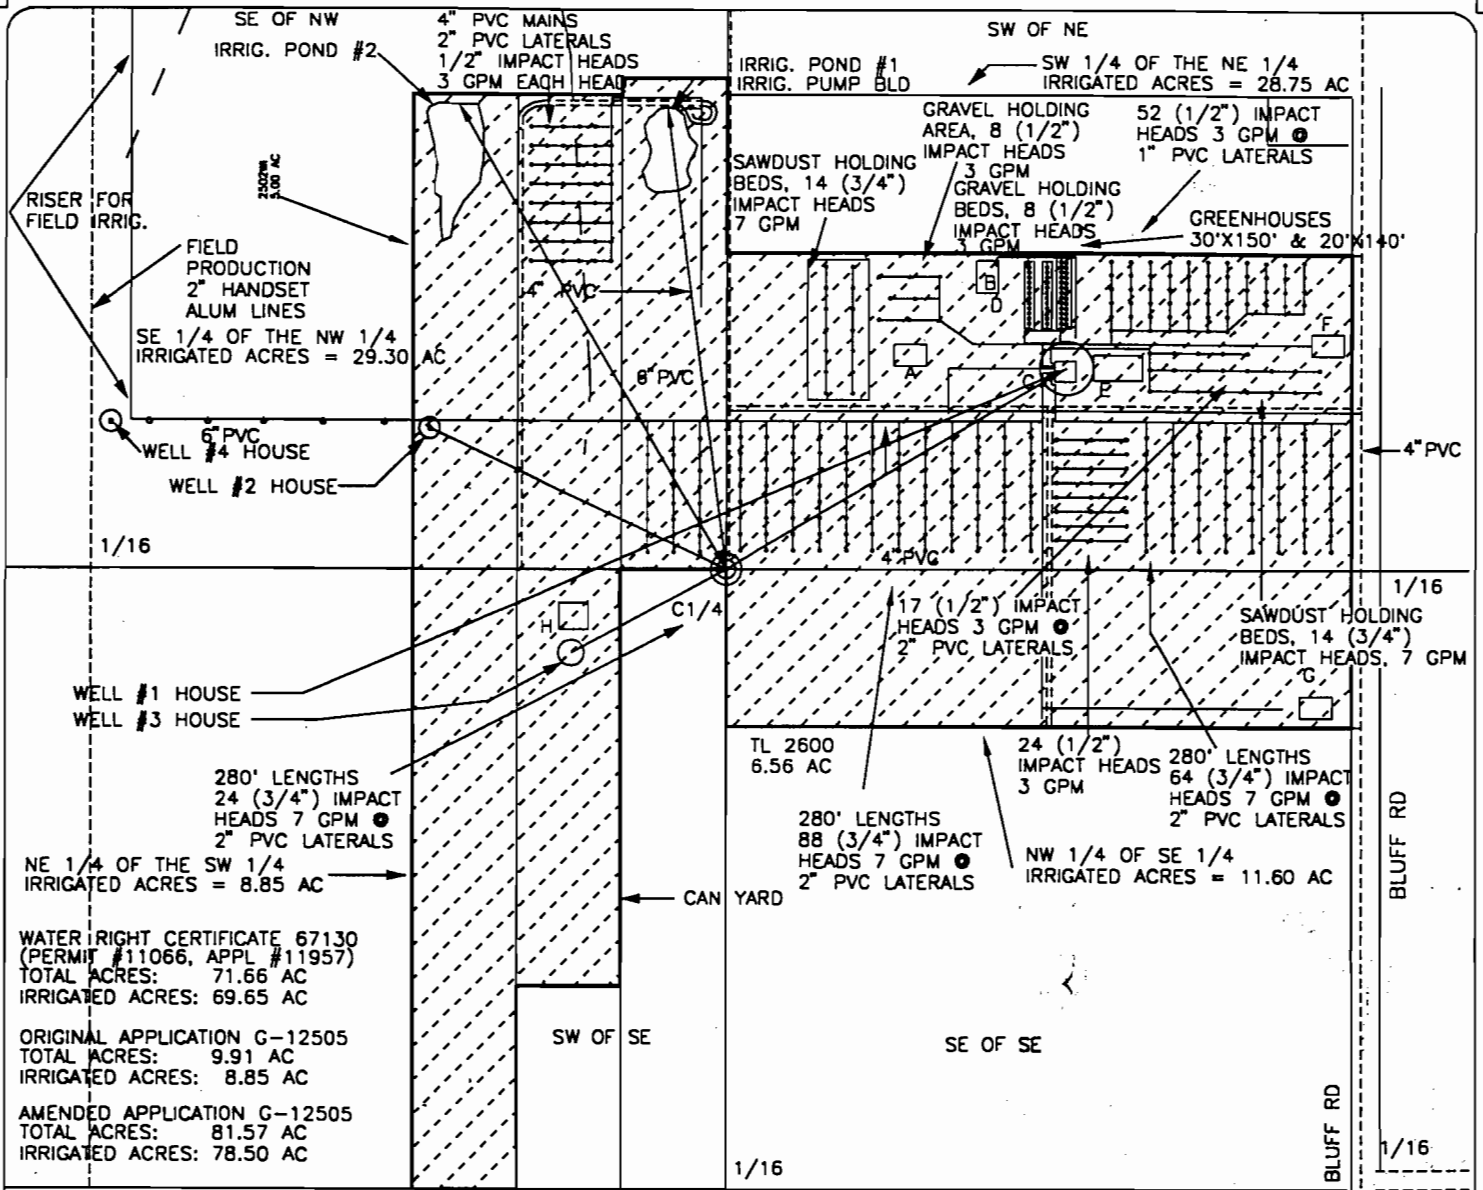 SE OF NW
IRRIG. POND #2
4" PVC MAINS
2" PVC LATERALS
1/2" IMPACT HEADS
3 GPM EACH HEAD
SW OF NE
IRRIG. POND #1
IRRIG. PUMP BLD
SW 1/4 OF THE NE 1/4
IRRIGATED ACRES = 28.75 AC
GRAVEL HOLDING
AREA, 8 (1/2")
IMPACT HEADS
3 GPM
52 (1/2") IMPACT
HEADS 3 GPM @
1" PVC LATERALS
SAWDUST HOLDING
BEDS, 14 (3/4")
IMPACT HEADS
7 GPM
GRAVEL HOLDING
BEDS, 8 (1/2")
IMPACT HEADS
3 GPM
GREENHOUSES
30'X150' & 20'X140'
5.00 AC
RISER FOR
FIELD IRRIG.
FIELD
PRODUCTION
2" HANDSET
ALUM LINES
SE 1/4 OF THE NW 1/4
IRRIGATED ACRES = 29.30 AC
4" PVC
6" PVC
A
B
D
C
E
F
6" PVC
WELL #4 HOUSE
WELL #2 HOUSE
4" PVC
1/16
4" PVC
1/16
C1/4
H
17 (1/2") IMPACT
HEADS 3 GPM @
2" PVC LATERALS
SAWDUST HOLDING
BEDS, 14 (3/4")
IMPACT HEADS, 7 GPM
G
WELL #1 HOUSE
WELL #3 HOUSE
TL 2600
6.56 AC
24 (1/2")
IMPACT HEADS
3 GPM
280' LENGTHS
64 (3/4") IMPACT
HEADS 7 GPM @
2" PVC LATERALS
280' LENGTHS
24 (3/4") IMPACT
HEADS 7 GPM @
2" PVC LATERALS
280' LENGTHS
88 (3/4") IMPACT
HEADS 7 GPM @
2" PVC LATERALS
NW 1/4 OF SE 1/4
IRRIGATED ACRES = 11.60 AC
BLUFF RD
NE 1/4 OF THE SW 1/4
IRRIGATED ACRES = 8.85 AC
CAN YARD
WATER RIGHT CERTIFICATE 67130
(PERMIT #11066, APPL #11957)
TOTAL ACRES: 71.66 AC
IRRIGATED ACRES: 69.65 AC
ORIGINAL APPLICATION G-12505
TOTAL ACRES: 9.91 AC
IRRIGATED ACRES: 8.85 AC
AMENDED APPLICATION G-12505
TOTAL ACRES: 81.57 AC
IRRIGATED ACRES: 78.50 AC
SW OF SE
SE OF SE
BLUFF RD
1/16
1/16